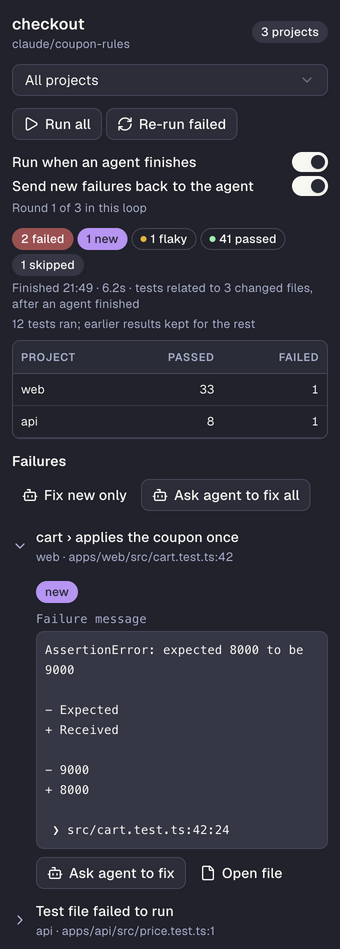 checkout
claude/coupon-rules
3 projects
All projects
Run all
Re-run failed
Run when an agent finishes
Send new failures back to the agent
Round 1 of 3 in this loop
2 failed
1 new
1 flaky
41 passed
1 skipped
Finished 21:49 · 6.2s · tests related to 3 changed files,
after an agent finished
12 tests ran; earlier results kept for the rest
PROJECT PASSED FAILED
web 33 1
api 8 1
Failures
Fix new only
Ask agent to fix all
cart › applies the coupon once
web · apps/web/src/cart.test.ts:42
new
Failure message
AssertionError: expected 8000 to be
9000
− Expected
+ Received
− 9000
+ 8000
❯ src/cart.test.ts:42:24
Ask agent to fix
Open file
Test file failed to run
api · apps/api/src/price.test.ts:1